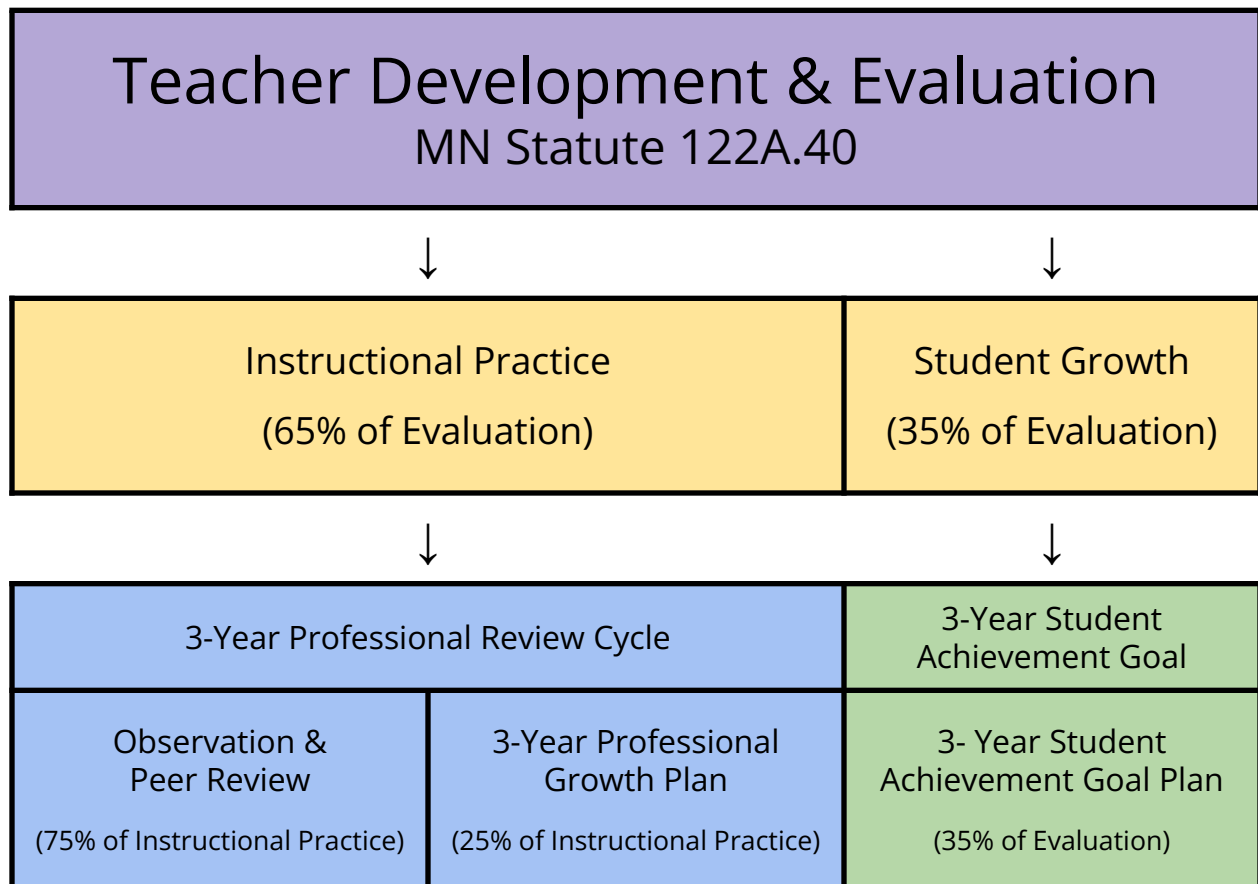 Teacher Development & Evaluation
MN Statute 122A.40
↓ ↓
Instructional Practice
(65% of Evaluation)
Student Growth
(35% of Evaluation)
↓ ↓
3-Year Professional Review Cycle
3-Year Student
Achievement Goal
Observation &
Peer Review
(75% of Instructional Practice)
3-Year Professional
Growth Plan
(25% of Instructional Practice)
3- Year Student
Achievement Goal Plan
(35% of Evaluation)